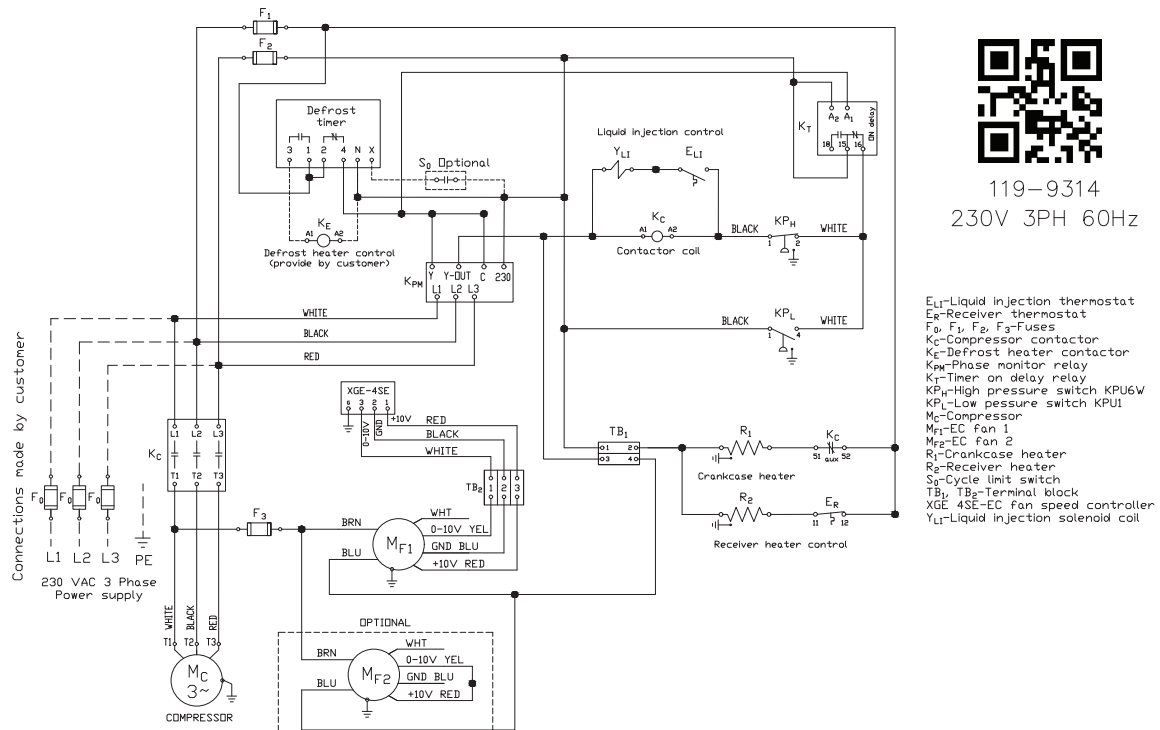 F1
F2
Defrost
timer
3 1 2 4 N X
S0 Optional
KE
A1 A2
Defrost heater control
(provide by customer)
Liquid injection control
YLI ELI
KC
A1 A2
Contactor coil
BLACK KPH WHITE
1 2
KT
A2 A1
ON delay
18 15 16
119-9314
230V 3PH 60Hz
KPM
Y Y-OUT C 230
L1 L2 L3
WHITE
BLACK
RED
BLACK KPL WHITE
1 4
ELI-Liquid injection thermostat
ER-Receiver thermostat
F0, F1, F2, F3-Fuses
KC-Compressor contactor
KE-Defrost heater contactor
KPM-Phase monitor relay
KT-Timer on delay relay
KPH-High pressure switch KPU6W
KPL-Low pessure switch KPU1
MC-Compressor
MF1-EC fan 1
MF2-EC fan 2
R1-Crankcase heater
R2-Receiver heater
S0-Cycle limit switch
TB1, TB2-Terminal block
XGE 4SE-EC fan speed controller
YLI-Liquid injection solenoid coil
Connections made by customer
KC
L1 L2 L3
T1 T2 T3
F0 F0 F0
L1 L2 L3 PE
230 VAC 3 Phase
Power supply
XGE-4SE
6 3 2 1
0-10V
GND
+10V
RED
BLACK
WHITE
TB2
1 2 3
TB1
1 2
3 4
R1
Crankcase heater
KC
51 52
aux
R2
Receiver heater control
ER
11 12
F3
BRN
BLU
MF1
WHT
0-10V YEL
GND BLU
+10V RED
WHITE
BLACK
RED
T1 T2 T3
MC
3~
COMPRESSOR
OPTIONAL
BRN
BLU
MF2
WHT
0-10V YEL
GND BLU
+10V RED